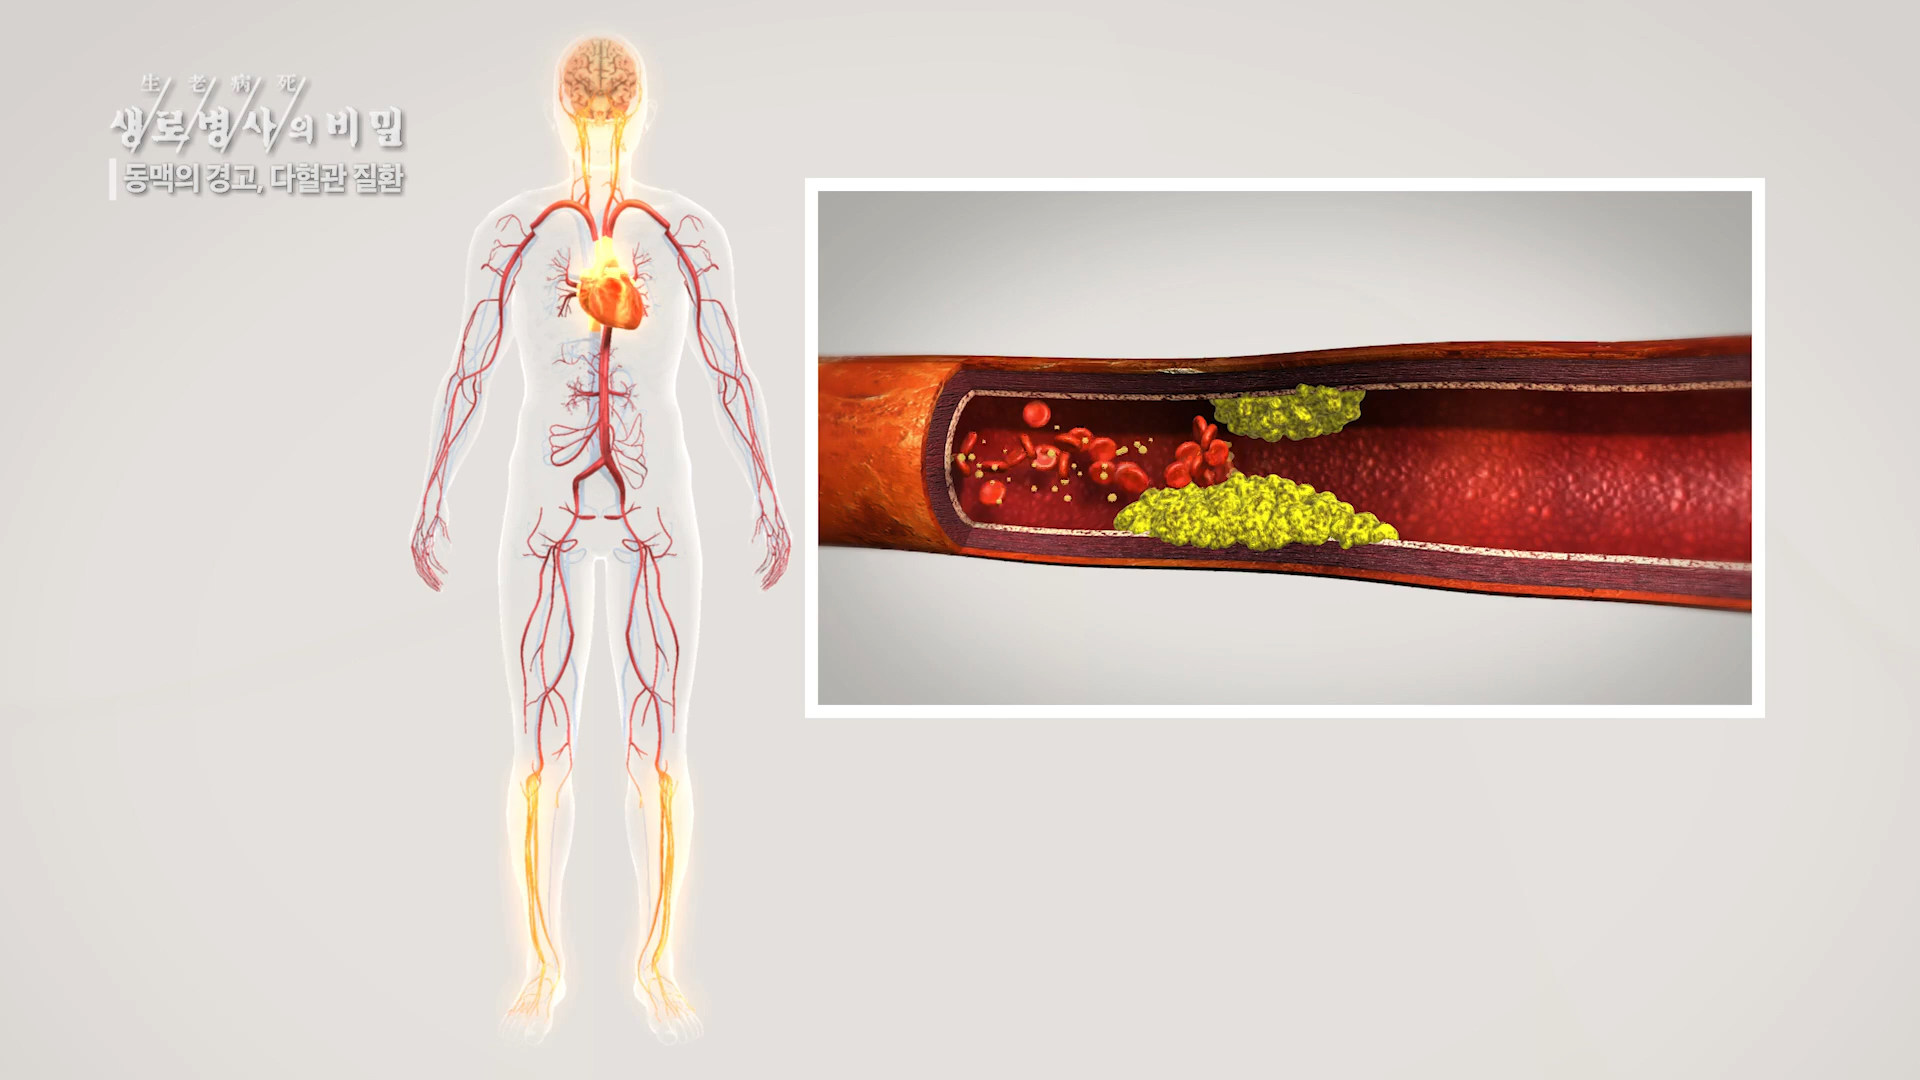 生老病死
생로병사의 비밀
동맥의 경고, 다혈관 질환